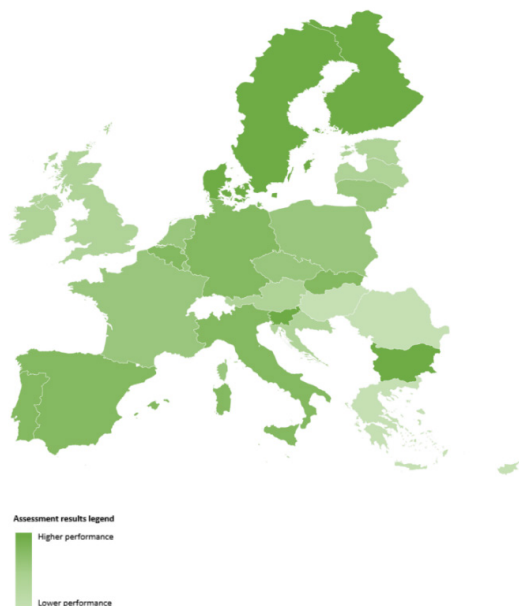 Assessment results legend
Higher performance
Lower performance